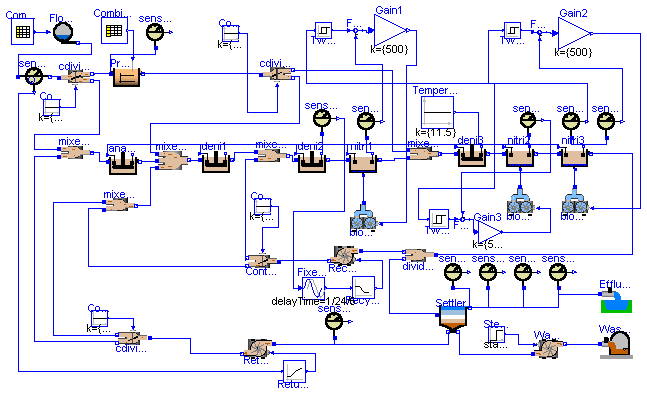 Com...
Flo...
Combi...
sens...
Co...
k={...
Gain1
Tw...
F...
k={500}
Gain2
Tw...
F...
k={500}
sen...
cdivi...
Pr...
cdivi...
Co...
k={...
Temper...
k={11.5}
sens...
sen...
sen...
sen...
sen...
mixe...
ana...
mixe...
deni1
mixe...
deni2
nitri1
mixe...
deni3
nitri2
nitri3
mixe...
Co...
k={...
blo...
Tw...
F...
Gain3
k={5...
blo...
blo...
Cont...
Rec...
divid...
sen...
sens...
sen...
sens...
Fixe...
delayTime=1/24/6
Recy...
Settler
Efflu...
Co...
k={...
sens...
Ste...
sta...
Wa...
Was...
cdivi...
Ret...
Retu...